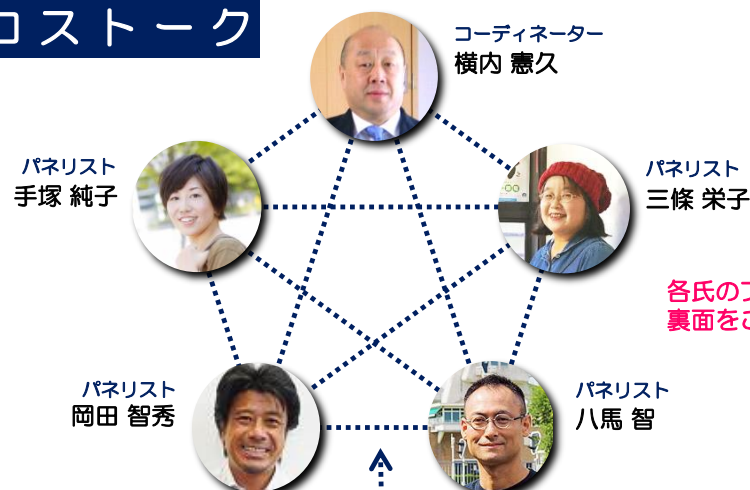 ロストーク
コーディネーター
横内 憲久
パネリスト
手塚 純子
パネリスト
三條 栄子
各氏のプ
裏面をご
パネリスト
岡田 智秀
パネリスト
八馬 智